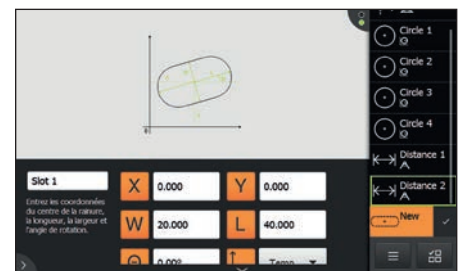 Circle 1
Circle 2
Circle 3
Circle 4
Distance 1
Distance 2
New
Slot 1
X
0.000
Y
0.000
Entrez les coordonnées
du centre de la rainure,
la longueur, la largeur et
l'angle de rotation.
W
20.000
L
40.000
0.00°
Temp